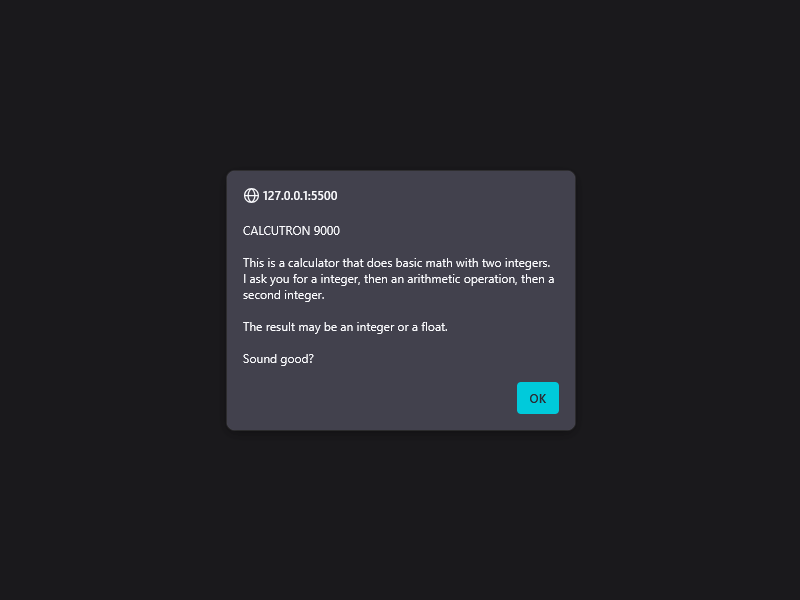 127.0.0.1:5500
CALCUTRON 9000
This is a calculator that does basic math with two integers.
I ask you for a integer, then an arithmetic operation, then a
second integer.
The result may be an integer or a float.
Sound good?
OK